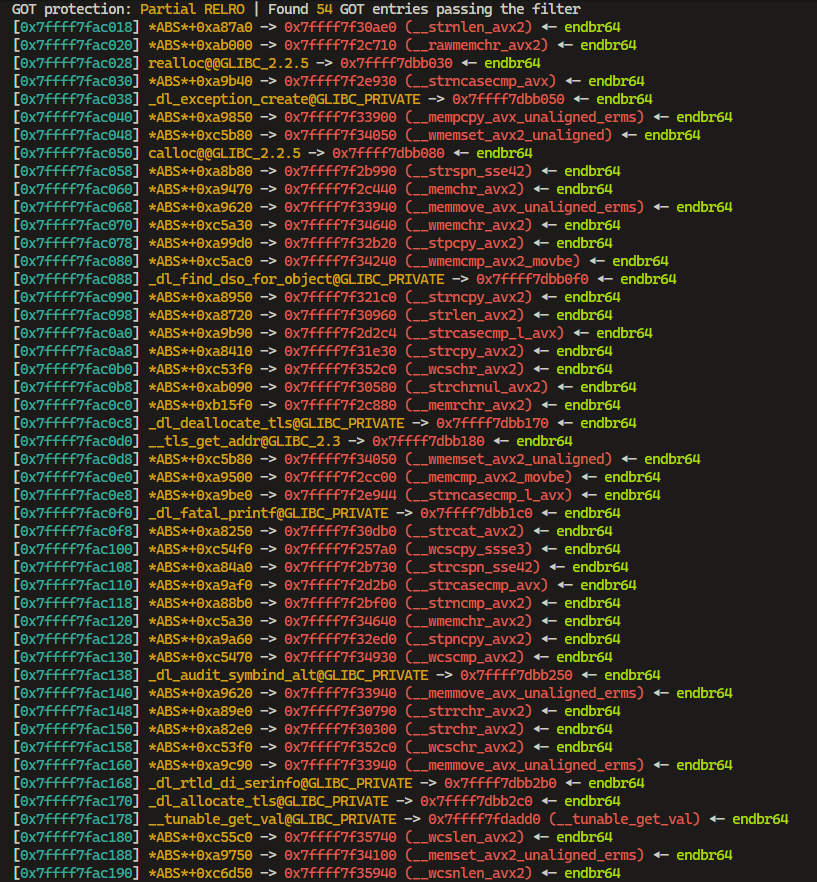 GOT protection: Partial RELRO | Found 54 GOT entries passing the filter
[0x7ffff7fac018] *ABS*+0xa87a0 -> 0x7ffff7f30ae0 (__strnlen_avx2) ◂— endbr64
[0x7ffff7fac020] *ABS*+0xab000 -> 0x7ffff7f2c710 (__rawmemchr_avx2) ◂— endbr64
[0x7ffff7fac028] realloc@@GLIBC_2.2.5 -> 0x7ffff7dbb030 ◂— endbr64
[0x7ffff7fac030] *ABS*+0xa9b40 -> 0x7ffff7f2e930 (__strncasecmp_avx) ◂— endbr64
[0x7ffff7fac038] _dl_exception_create@GLIBC_PRIVATE -> 0x7ffff7dbb050 ◂— endbr64
[0x7ffff7fac040] *ABS*+0xa9850 -> 0x7ffff7f33900 (__mempcpy_avx_unaligned_erms) ◂— endbr64
[0x7ffff7fac048] *ABS*+0xc5b80 -> 0x7ffff7f34050 (__wmemset_avx2_unaligned) ◂— endbr64
[0x7ffff7fac050] calloc@@GLIBC_2.2.5 -> 0x7ffff7dbb080 ◂— endbr64
[0x7ffff7fac058] *ABS*+0xa8b80 -> 0x7ffff7f2b990 (__strspn_sse42) ◂— endbr64
[0x7ffff7fac060] *ABS*+0xa9470 -> 0x7ffff7f2c440 (__memchr_avx2) ◂— endbr64
[0x7ffff7fac068] *ABS*+0xa9620 -> 0x7ffff7f33940 (__memmove_avx_unaligned_erms) ◂— endbr64
[0x7ffff7fac070] *ABS*+0xc5a30 -> 0x7ffff7f34640 (__wmemchr_avx2) ◂— endbr64
[0x7ffff7fac078] *ABS*+0xa99d0 -> 0x7ffff7f32b20 (__stpcpy_avx2) ◂— endbr64
[0x7ffff7fac080] *ABS*+0xc5ac0 -> 0x7ffff7f34240 (__wmemcmp_avx2_movbe) ◂— endbr64
[0x7ffff7fac088] _dl_find_dso_for_object@GLIBC_PRIVATE -> 0x7ffff7dbb0f0 ◂— endbr64
[0x7ffff7fac090] *ABS*+0xa8950 -> 0x7ffff7f321c0 (__strncpy_avx2) ◂— endbr64
[0x7ffff7fac098] *ABS*+0xa8720 -> 0x7ffff7f30960 (__strlen_avx2) ◂— endbr64
[0x7ffff7fac0a0] *ABS*+0xa9b90 -> 0x7ffff7f2d2c4 (__strcasecmp_l_avx) ◂— endbr64
[0x7ffff7fac0a8] *ABS*+0xa8410 -> 0x7ffff7f31e30 (__strcpy_avx2) ◂— endbr64
[0x7ffff7fac0b0] *ABS*+0xc53f0 -> 0x7ffff7f352c0 (__wcschr_avx2) ◂— endbr64
[0x7ffff7fac0b8] *ABS*+0xab090 -> 0x7ffff7f30580 (__strchrnul_avx2) ◂— endbr64
[0x7ffff7fac0c0] *ABS*+0xb15f0 -> 0x7ffff7f2c880 (__memrchr_avx2) ◂— endbr64
[0x7ffff7fac0c8] _dl_deallocate_tls@GLIBC_PRIVATE -> 0x7ffff7dbb170 ◂— endbr64
[0x7ffff7fac0d0] __tls_get_addr@GLIBC_2.3 -> 0x7ffff7dbb180 ◂— endbr64
[0x7ffff7fac0d8] *ABS*+0xc5b80 -> 0x7ffff7f34050 (__wmemset_avx2_unaligned) ◂— endbr64
[0x7ffff7fac0e0] *ABS*+0xa9500 -> 0x7ffff7f2cc00 (__memcmp_avx2_movbe) ◂— endbr64
[0x7ffff7fac0e8] *ABS*+0xa9be0 -> 0x7ffff7f2e944 (__strncasecmp_l_avx) ◂— endbr64
[0x7ffff7fac0f0] _dl_fatal_printf@GLIBC_PRIVATE -> 0x7ffff7dbb1c0 ◂— endbr64
[0x7ffff7fac0f8] *ABS*+0xa8250 -> 0x7ffff7f30db0 (__strcat_avx2) ◂— endbr64
[0x7ffff7fac100] *ABS*+0xc54f0 -> 0x7ffff7f257a0 (__wcscpy_ssse3) ◂— endbr64
[0x7ffff7fac108] *ABS*+0xa84a0 -> 0x7ffff7f2b730 (__strcspn_sse42) ◂— endbr64
[0x7ffff7fac110] *ABS*+0xa9af0 -> 0x7ffff7f2d2b0 (__strcasecmp_avx) ◂— endbr64
[0x7ffff7fac118] *ABS*+0xa88b0 -> 0x7ffff7f2bf00 (__strncmp_avx2) ◂— endbr64
[0x7ffff7fac120] *ABS*+0xc5a30 -> 0x7ffff7f34640 (__wmemchr_avx2) ◂— endbr64
[0x7ffff7fac128] *ABS*+0xa9a60 -> 0x7ffff7f32ed0 (__stpncpy_avx2) ◂— endbr64
[0x7ffff7fac130] *ABS*+0xc5470 -> 0x7ffff7f34930 (__wcscmp_avx2) ◂— endbr64
[0x7ffff7fac138] _dl_audit_symbind_alt@GLIBC_PRIVATE -> 0x7ffff7dbb250 ◂— endbr64
[0x7ffff7fac140] *ABS*+0xa9620 -> 0x7ffff7f33940 (__memmove_avx_unaligned_erms) ◂— endbr64
[0x7ffff7fac148] *ABS*+0xa89e0 -> 0x7ffff7f30790 (__strrchr_avx2) ◂— endbr64
[0x7ffff7fac150] *ABS*+0xa82e0 -> 0x7ffff7f30300 (__strchr_avx2) ◂— endbr64
[0x7ffff7fac158] *ABS*+0xc53f0 -> 0x7ffff7f352c0 (__wcschr_avx2) ◂— endbr64
[0x7ffff7fac160] *ABS*+0xa9c90 -> 0x7ffff7f33940 (__memmove_avx_unaligned_erms) ◂— endbr64
[0x7ffff7fac168] _dl_rtld_di_serinfo@GLIBC_PRIVATE -> 0x7ffff7dbb2b0 ◂— endbr64
[0x7ffff7fac170] _dl_allocate_tls@GLIBC_PRIVATE -> 0x7ffff7dbb2c0 ◂— endbr64
[0x7ffff7fac178] __tunable_get_val@GLIBC_PRIVATE -> 0x7ffff7fdadd0 (__tunable_get_val) ◂— endbr64
[0x7ffff7fac180] *ABS*+0xc55c0 -> 0x7ffff7f35740 (__wcslen_avx2) ◂— endbr64
[0x7ffff7fac188] *ABS*+0xa9750 -> 0x7ffff7f34100 (__memset_avx2_unaligned_erms) ◂— endbr64
[0x7ffff7fac190] *ABS*+0xc6d50 -> 0x7ffff7f35940 (__wcsnlen_avx2) ◂— endbr64